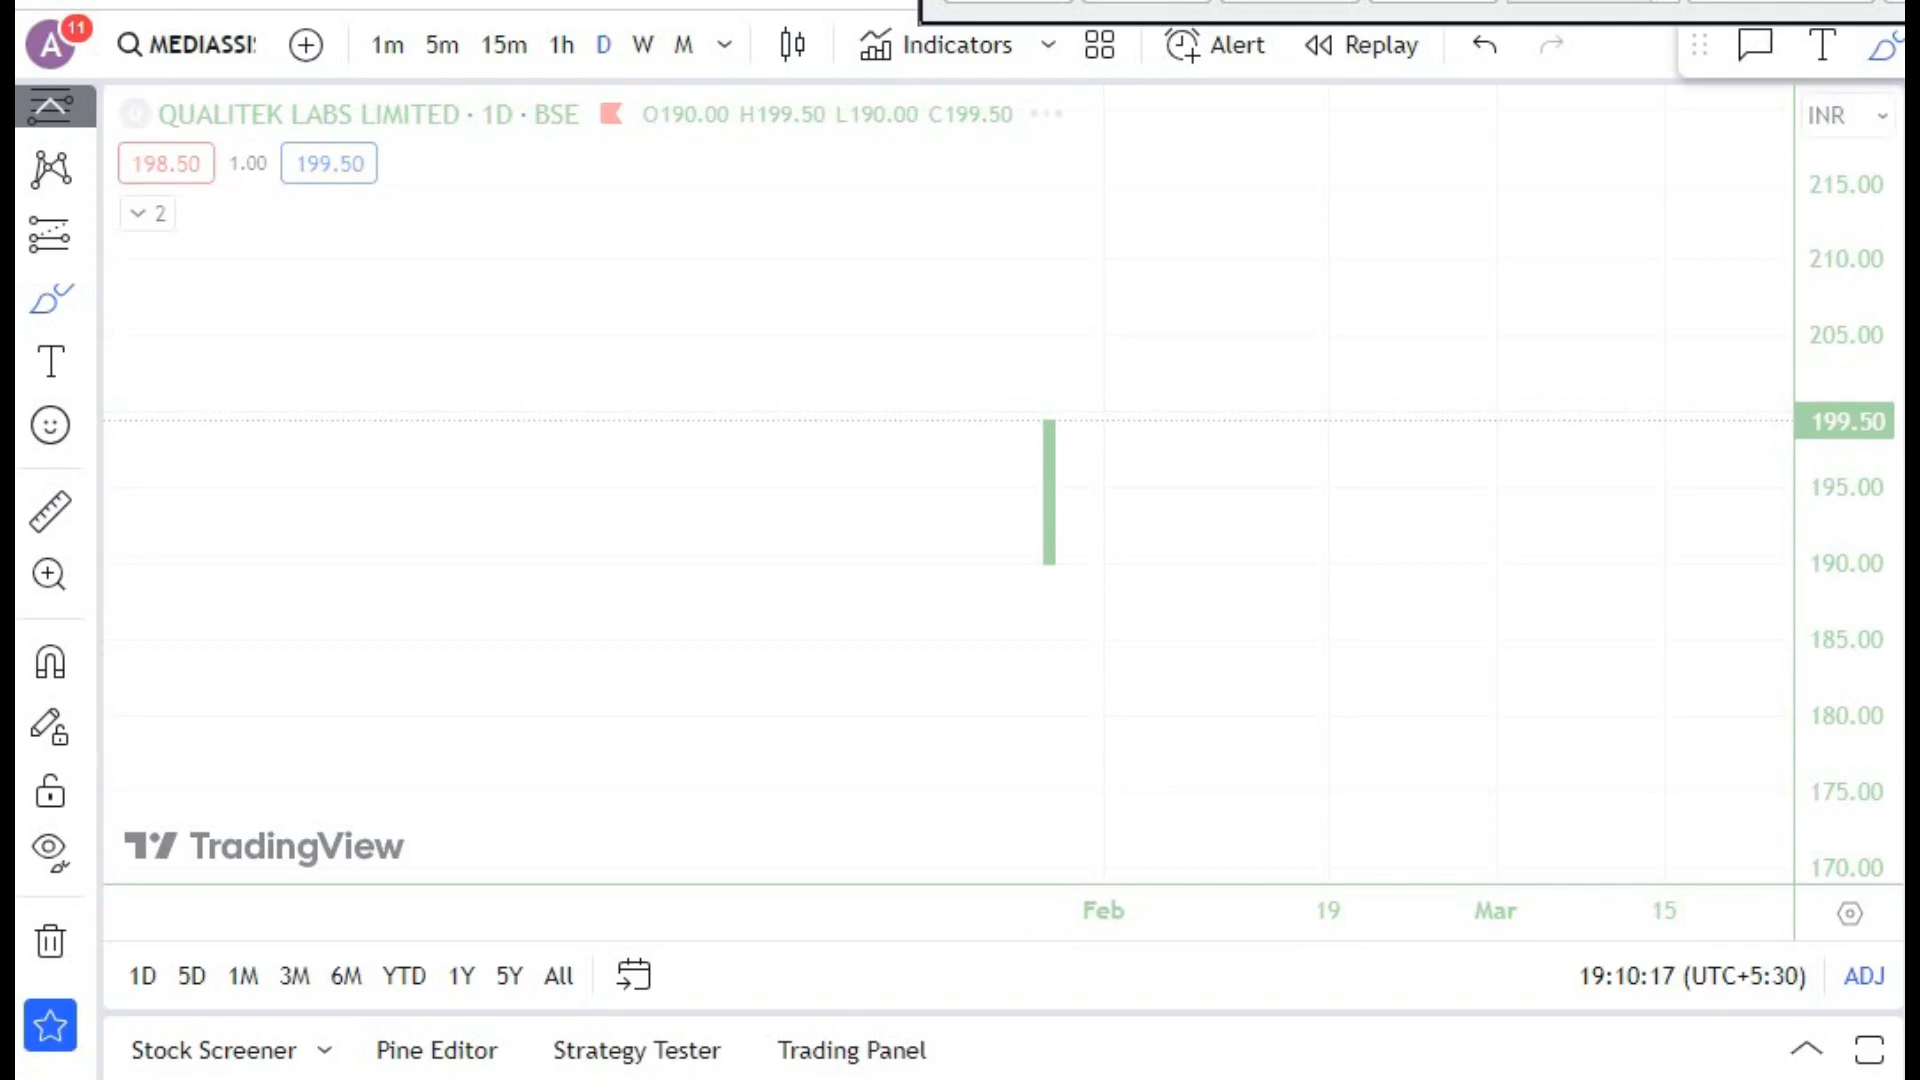 A 11 MEDIASSI 1m 5m 15m 1h D W M Indicators Alert Replay T
QUALITEK LABS LIMITED · 1D · BSE O190.00 H199.50 L190.00 C199.50 INR
198.50 1.00 199.50
2
215.00
210.00
205.00
199.50
195.00
190.00
185.00
180.00
175.00
170.00
TradingView
Feb 19 Mar 15
1D 5D 1M 3M 6M YTD 1Y 5Y All 19:10:17 (UTC+5:30) ADJ
Stock Screener Pine Editor Strategy Tester Trading Panel